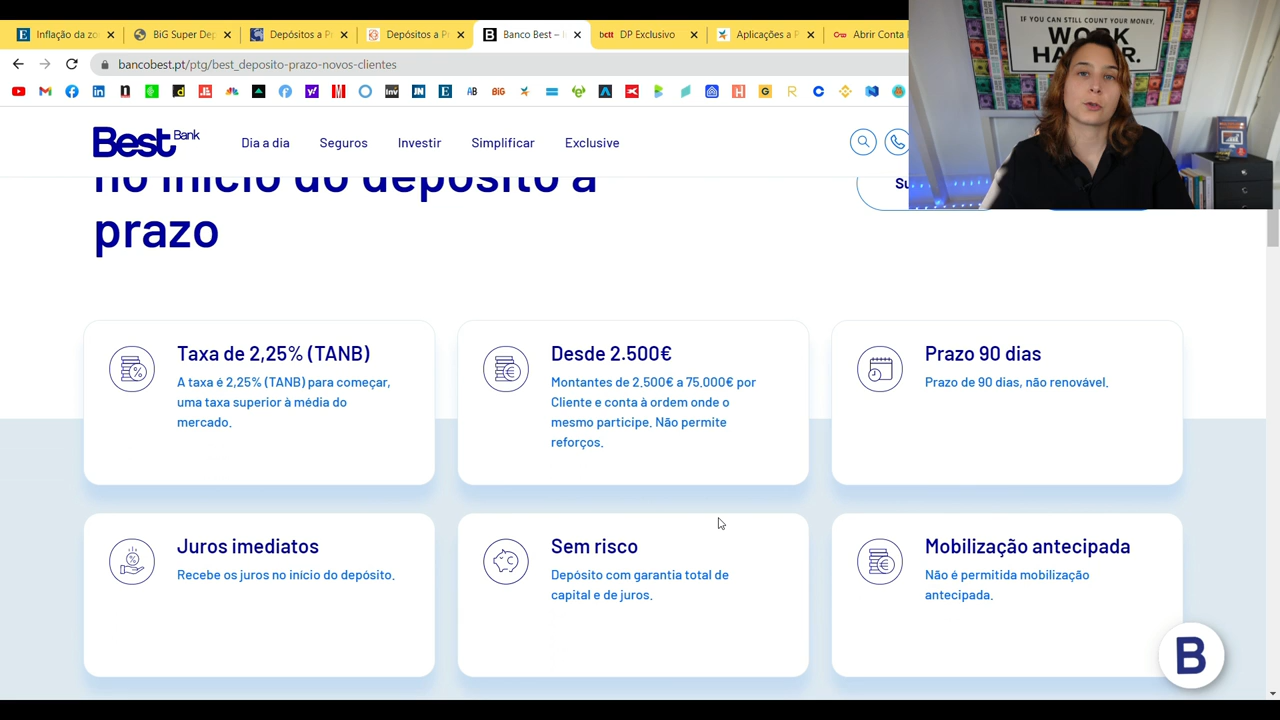 Inflação da zo
BiG Super Dep
Depósitos a P
Depósitos a P
Banco Best –
DP Exclusivo
Aplicações a P
Abrir Conta
bancobest.pt/ptg/best_deposito-prazo-novos-clientes
IF YOU CAN STILL COUNT YOUR MONEY,
WORK
HA R.
Best Bank
Dia a dia
Seguros
Investir
Simplificar
Exclusive
no início do depósito a
prazo
Su
Taxa de 2,25% (TANB)
A taxa é 2,25% (TANB) para começar,
uma taxa superior à média do
mercado.
Desde 2.500€
Montantes de 2.500€ a 75.000€ por
Cliente e conta à ordem onde o
mesmo participe. Não permite
reforços.
Prazo 90 dias
Prazo de 90 dias, não renovável.
Juros imediatos
Recebe os juros no início do depósito.
Sem risco
Depósito com garantia total de
capital e de juros.
Mobilização antecipada
Não é permitida mobilização
antecipada.
B